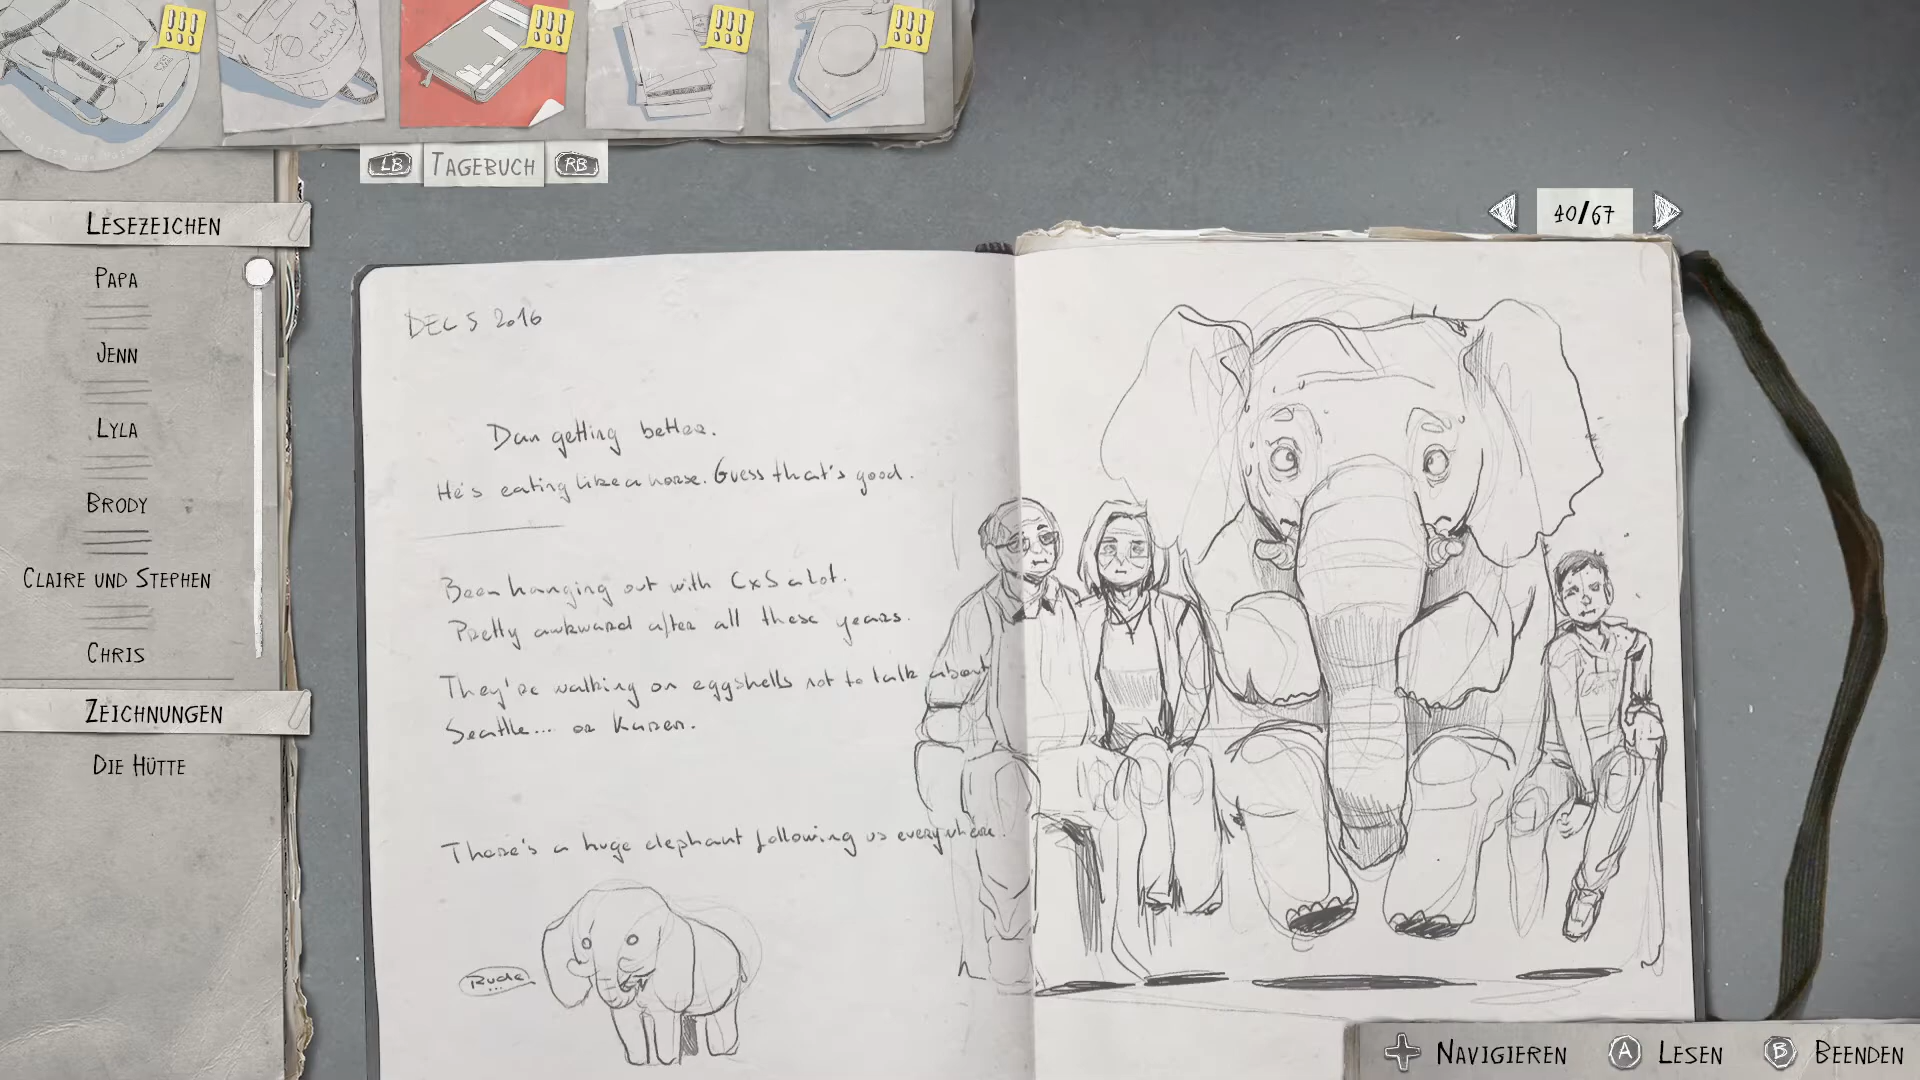 LB TAGEBUCH RB
40/67
LESEZEICHEN
PAPA
JENN
LYLA
BRODY
CLAIRE UND STEPHEN
CHRIS
ZEICHNUNGEN
DIE HÜTTE
DEC 5 2016
Dan getting better.
He's eating like a horse. Guess that's good.
Been hanging out with C&S a lot.
Pretty awkward after all these years.
They're walking on eggshells not to talk about
Seattle... or Karen.
There's a huge elephant following us everywhere.
Rude...
NAVIGIEREN A LESEN B BEENDEN